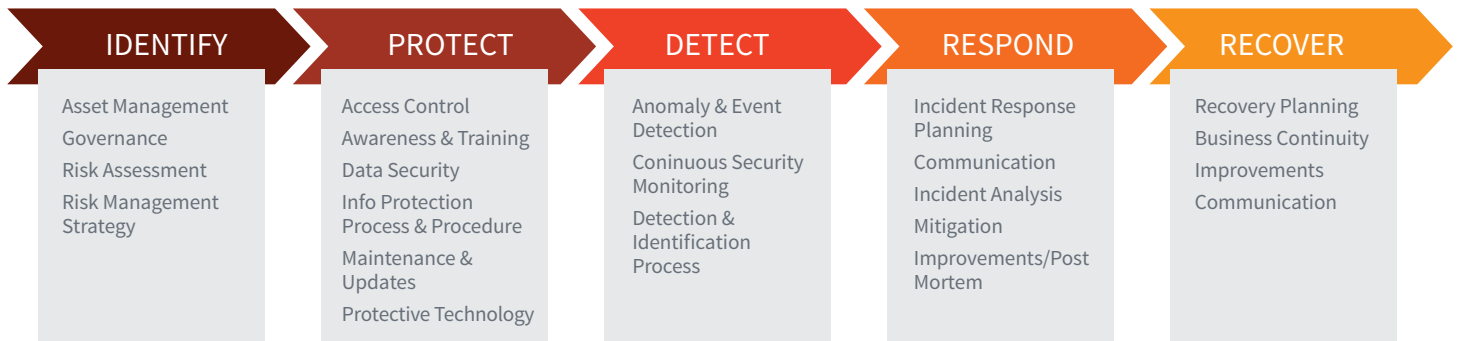 IDENTIFY
Asset Management
Governance
Risk Assessment
Risk Management
Strategy
PROTECT
Access Control
Awareness & Training
Data Security
Info Protection
Process & Procedure
Maintenance &
Updates
Protective Technology
DETECT
Anomaly & Event
Detection
Coninuous Security
Monitoring
Detection &
Identification
Process
RESPOND
Incident Response
Planning
Communication
Incident Analysis
Mitigation
Improvements/Post
Mortem
RECOVER
Recovery Planning
Business Continuity
Improvements
Communication